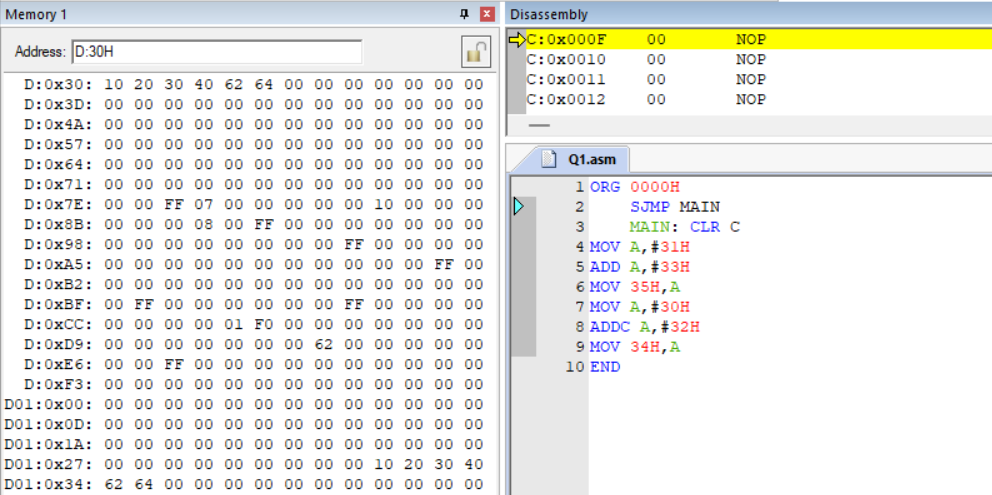 Memory 1
Address: D:30H
D:0x30: 10 20 30 40 62 64 00 00 00 00 00 00 00
D:0x3D: 00 00 00 00 00 00 00 00 00 00 00 00 00
D:0x4A: 00 00 00 00 00 00 00 00 00 00 00 00 00
D:0x57: 00 00 00 00 00 00 00 00 00 00 00 00 00
D:0x64: 00 00 00 00 00 00 00 00 00 00 00 00 00
D:0x71: 00 00 00 00 00 00 00 00 00 00 00 00 00
D:0x7E: 00 00 FF 07 00 00 00 00 00 10 00 00 00
D:0x8B: 00 00 00 08 00 FF 00 00 00 00 00 00 00
D:0x98: 00 00 00 00 00 00 00 00 FF 00 00 00 00
D:0xA5: 00 00 00 00 00 00 00 00 00 00 00 FF 00
D:0xB2: 00 00 00 00 00 00 00 00 00 00 00 00 00
D:0xBF: 00 FF 00 00 00 00 00 00 FF 00 00 00 00
D:0xCC: 00 00 00 00 01 F0 00 00 00 00 00 00 00
D:0xD9: 00 00 00 00 00 00 00 62 00 00 00 00 00
D:0xE6: 00 00 FF 00 00 00 00 00 00 00 00 00 00
D:0xF3: 00 00 00 00 00 00 00 00 00 00 00 00 00
D01:0x00: 00 00 00 00 00 00 00 00 00 00 00 00 00
D01:0x0D: 00 00 00 00 00 00 00 00 00 00 00 00 00
D01:0x1A: 00 00 00 00 00 00 00 00 00 00 00 00 00
D01:0x27: 00 00 00 00 00 00 00 00 00 10 20 30 40
D01:0x34: 62 64 00 00 00 00 00 00 00 00 00 00 00
Disassembly
C:0x000F 00 NOP
C:0x0010 00 NOP
C:0x0011 00 NOP
C:0x0012 00 NOP
Q1.asm
1 ORG 0000H
2 SJMP MAIN
3 MAIN: CLR C
4 MOV A,#31H
5 ADD A,#33H
6 MOV 35H,A
7 MOV A,#30H
8 ADDC A,#32H
9 MOV 34H,A
10 END